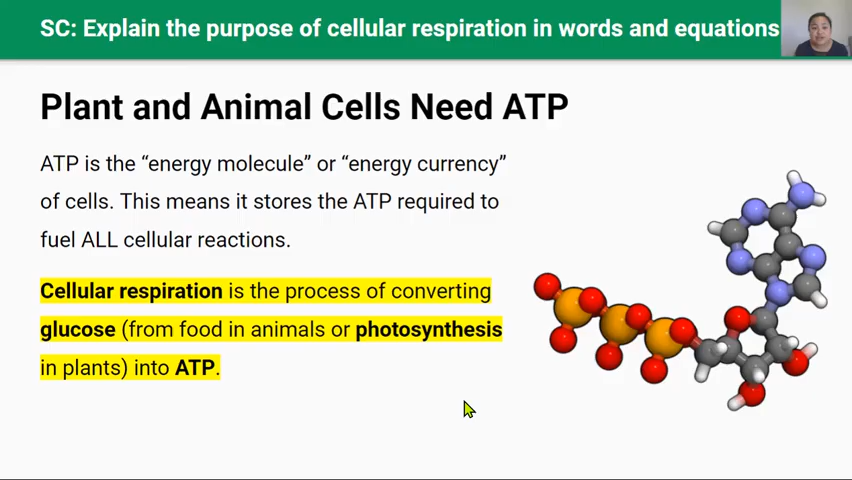 SC: Explain the purpose of cellular respiration in words and equations
Plant and Animal Cells Need ATP
ATP is the “energy molecule” or “energy currency”
of cells. This means it stores the ATP required to
fuel ALL cellular reactions.
Cellular respiration is the process of converting
glucose (from food in animals or photosynthesis
in plants) into ATP.